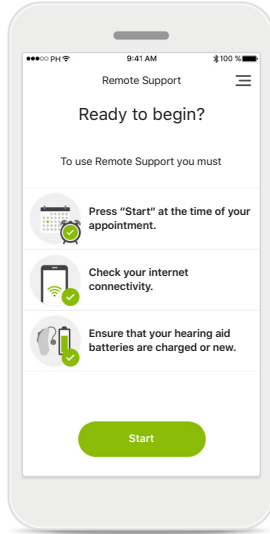 ●●●○○ PH 9:41 AM 100 %
Remote Support
Ready to begin?
To use Remote Support you must
Press “Start” at the time of your
appointment.
Check your internet
connectivity.
Ensure that your hearing aid
batteries are charged or new.
Start